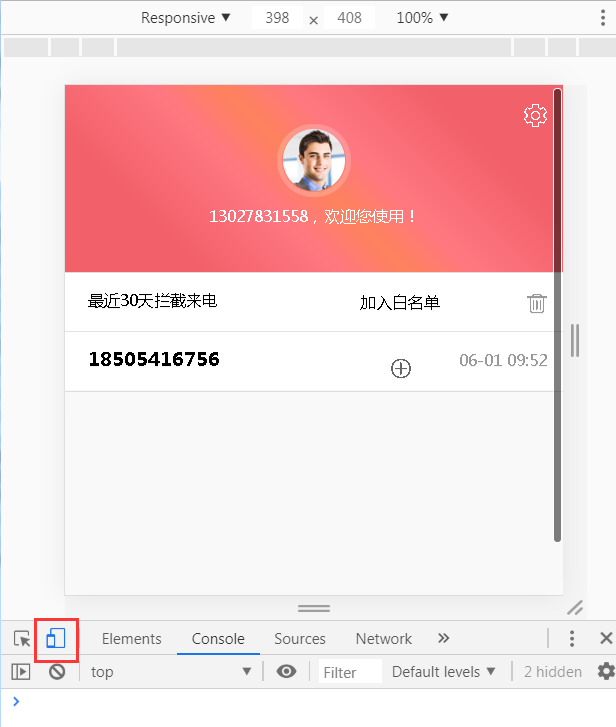 Responsive ▼ 398 × 408 100% ▼
13027831558，欢迎您使用！
最近30天拦截来电 加入白名单
18505416756 06-01 09:52
Elements Console Sources Network »
top ▼ Filter Default levels ▼ 2 hidden